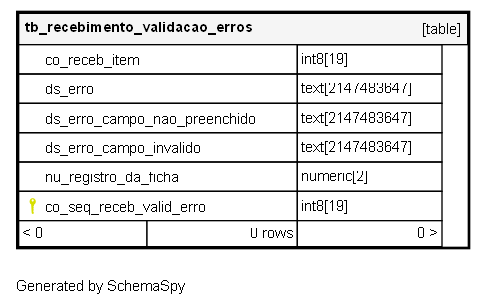 tb_recebimento_validacao_erros [table]
co_receb_item int8[19]
ds_erro text[2147483647]
ds_erro_campo_nao_preenchido text[2147483647]
ds_erro_campo_invalido text[2147483647]
nu_registro_da_ficha numeric[2]
co_seq_receb_valid_erro int8[19]
< 0 0 rows 0 >
Generated by SchemaSpy